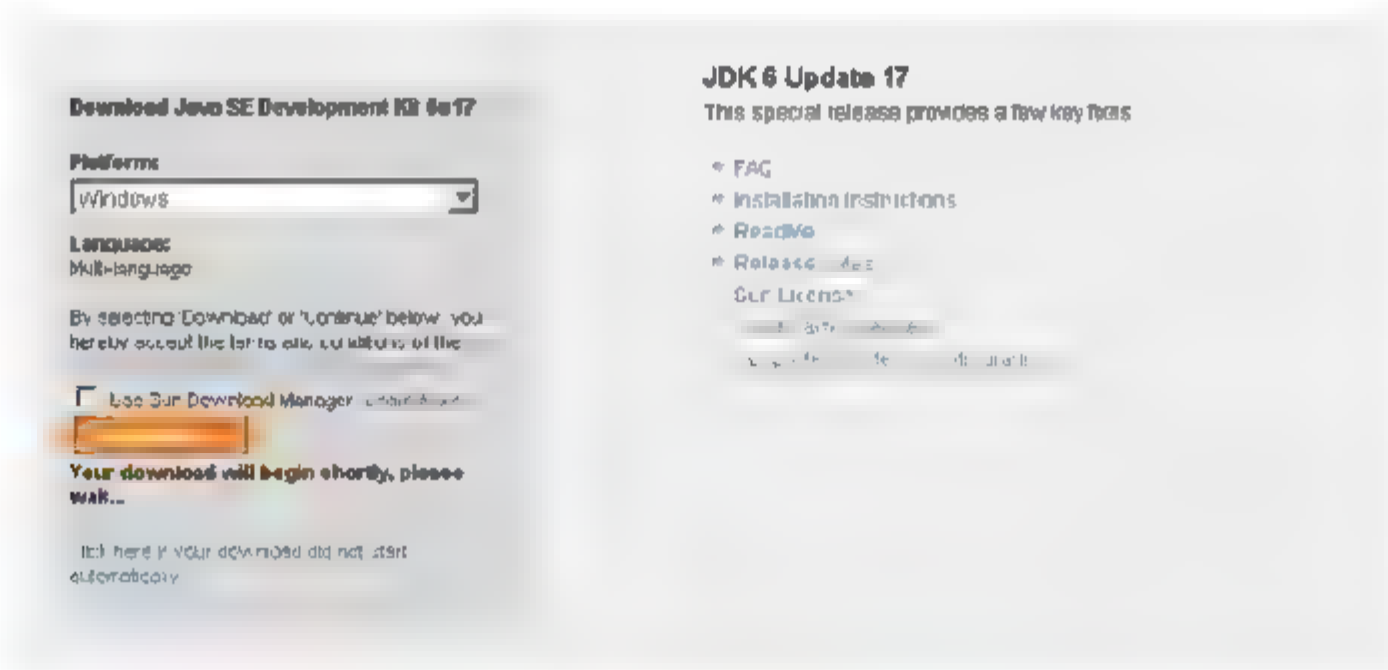 Download Java SE Development Kit 6u17
Platform:
Windows
Language:
Multi-language
By selecting 'Download' or 'Continue' below, you
hereby accept the terms and conditions of the
Use Sun Download Manager
Your download will begin shortly, please
wait...
here if your download did not start
automatically
JDK 6 Update 17
This special release provides a few key fixes
FAQ
Installation Instructions
ReadMe
Release
Sun License